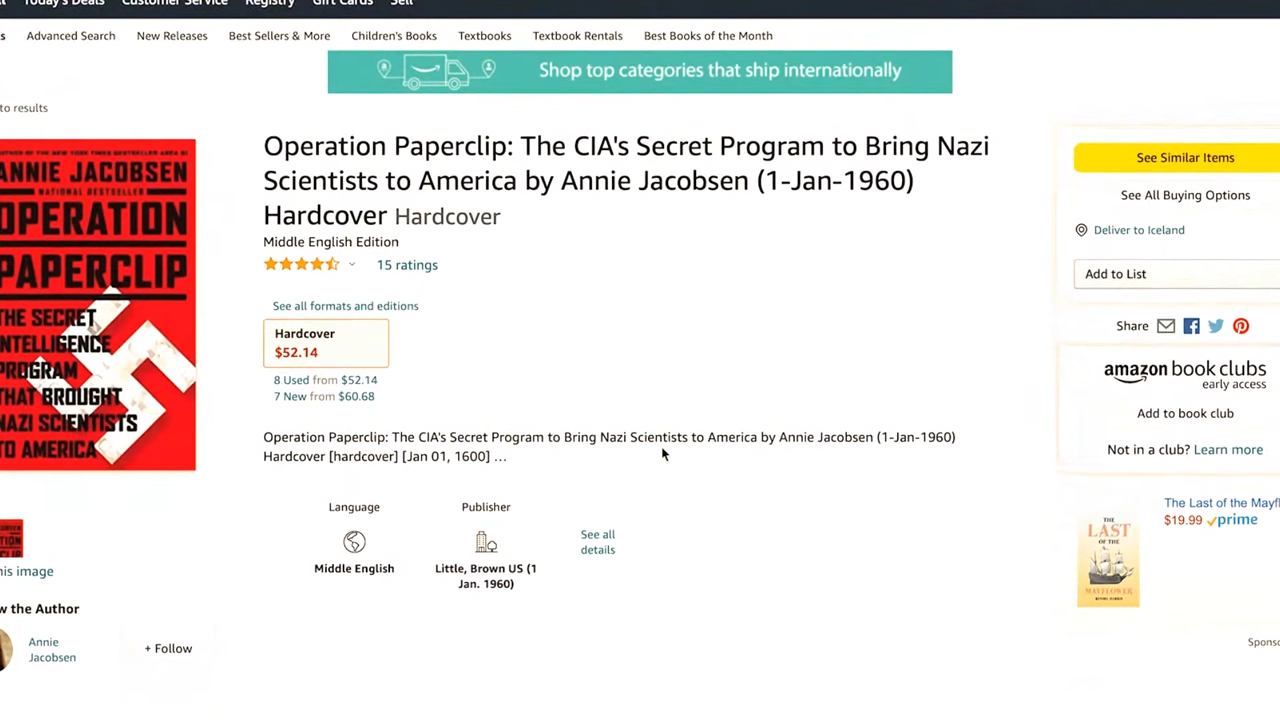 Today's Deals Customer Service Registry Gift Cards Sell
s Advanced Search New Releases Best Sellers & More Children's Books Textbooks Textbook Rentals Best Books of the Month
Shop top categories that ship internationally
to results
ANNIE JACOBSEN
NATIONAL BESTSELLER
OPERATION
PAPERCLIP
THE SECRET
INTELLIGENCE
PROGRAM
THAT BROUGHT
NAZI SCIENTISTS
TO AMERICA
his image
w the Author
Annie
Jacobsen
+ Follow
Operation Paperclip: The CIA's Secret Program to Bring Nazi
Scientists to America by Annie Jacobsen (1-Jan-1960)
Hardcover Hardcover
Middle English Edition
15 ratings
See all formats and editions
Hardcover
$52.14
8 Used from $52.14
7 New from $60.68
Operation Paperclip: The CIA's Secret Program to Bring Nazi Scientists to America by Annie Jacobsen (1-Jan-1960)
Hardcover [hardcover] [Jan 01, 1600] ...
Language
Middle English
Publisher
Little, Brown US (1
Jan. 1960)
See all
details
See Similar Items
See All Buying Options
Deliver to Iceland
Add to List
Share
amazon book clubs
early access
Add to book club
Not in a club? Learn more
The Last of the Mayfl
$19.99 prime
THE
LAST
OF THE
MAYFLOWER
Sponso